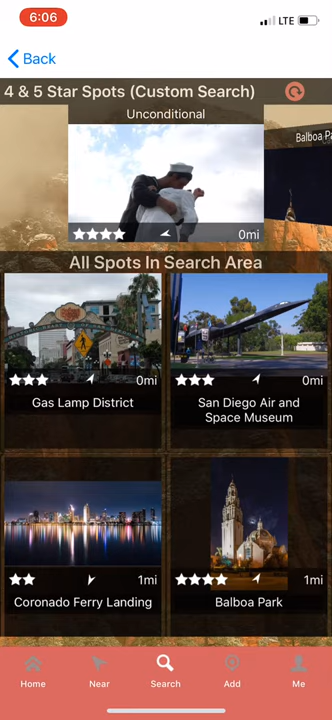 6:06
LTE
Back
4 & 5 Star Spots (Custom Search)
Unconditional
Balboa Pa
0mi
All Spots In Search Area
0mi
0mi
Gas Lamp District
San Diego Air and
Space Museum
1mi
1mi
Coronado Ferry Landing
Balboa Park
Home
Near
Search
Add
Me